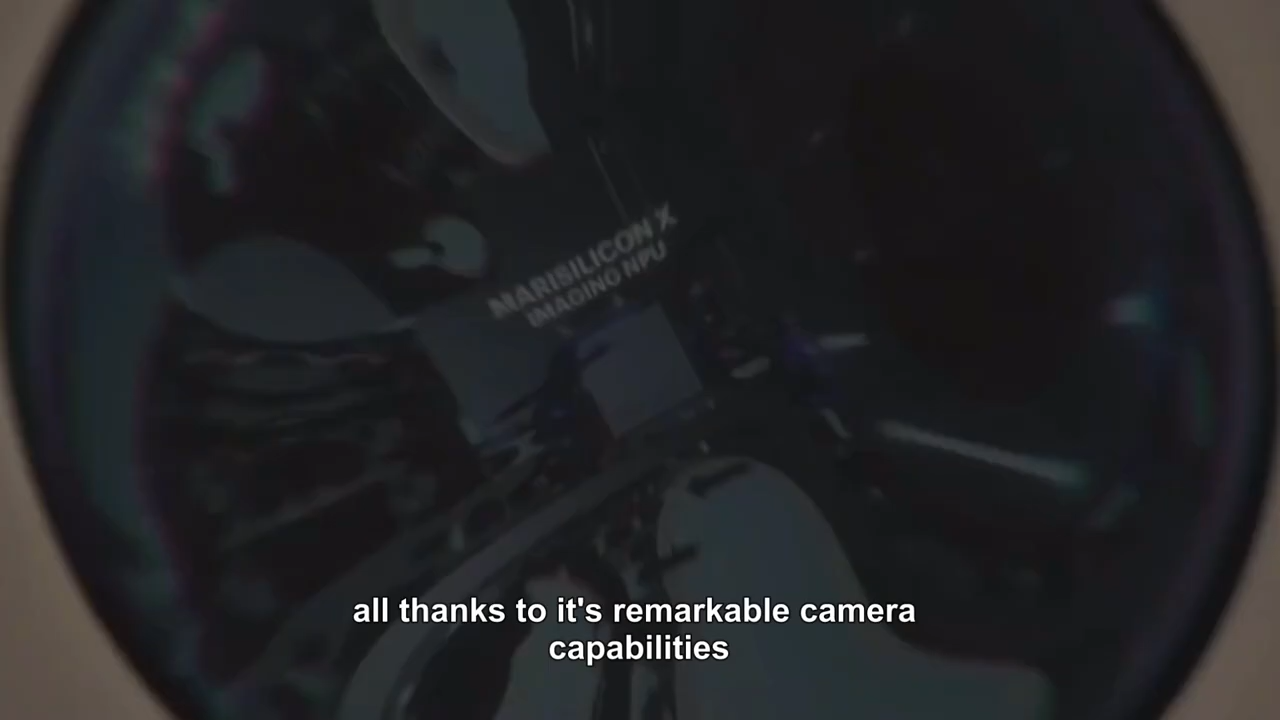 MARISILICON X
IMAGING NPU
all thanks to it's remarkable camera
capabilities